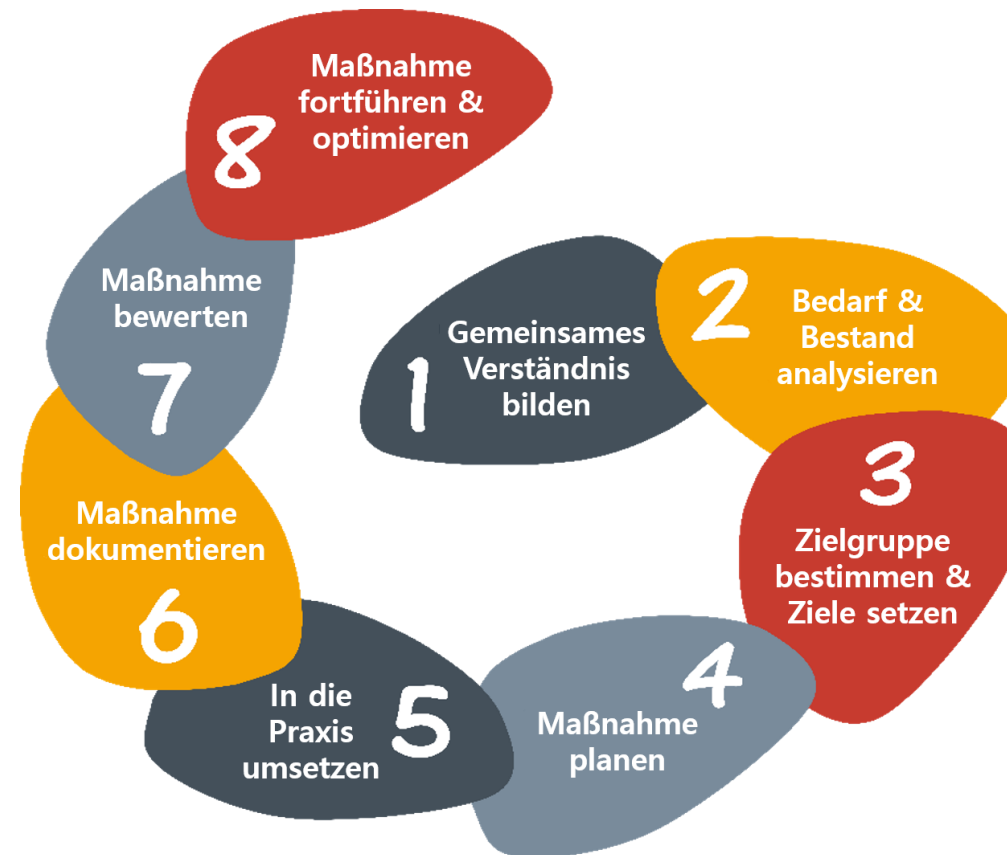 1
Gemeinsames
Verständnis
bilden
2
Bedarf &
Bestand
analysieren
3
Zielgruppe
bestimmen &
Ziele setzen
4
Maßnahme
planen
5
In die
Praxis
umsetzen
6
Maßnahme
dokumentieren
7
Maßnahme
bewerten
8
Maßnahme
fortführen &
optimieren